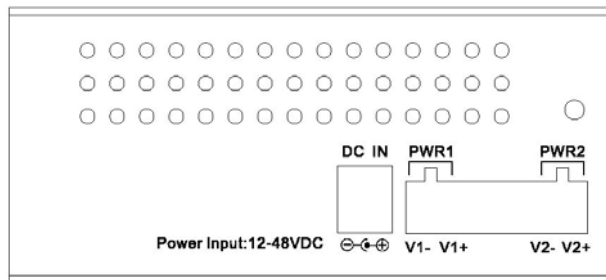 DC IN PWR1 PWR2
Power Input:12-48VDC V1- V1+ V2- V2+